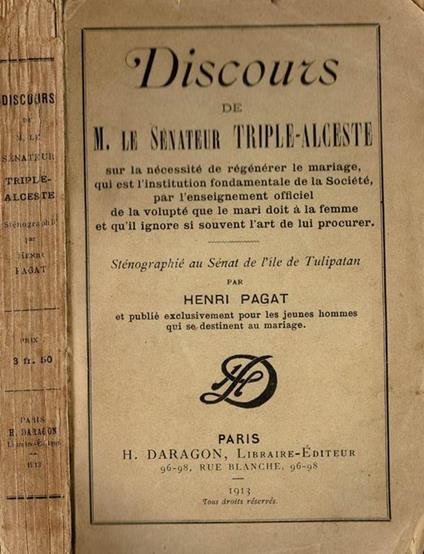 DISCOURS
DE
M. LE
SÉNATEUR
TRIPLE-
ALCESTE
Sténographié
par
HENRI
PAGAT
PRIX
3 fr. 50
PARIS
H. DARAGON
Libraire-Éditeur
1913
Discours
DE
M. LE SÉNATEUR TRIPLE-ALCESTE
sur la nécessité de régénérer le mariage,
qui est l'institution fondamentale de la Société,
par l'enseignement officiel
de la volupté que le mari doit à la femme
et qu'il ignore si souvent l'art de lui procurer.
Sténographié au Sénat de l'île de Tulipatan
PAR
HENRI PAGAT
et publié exclusivement pour les jeunes hommes
qui se destinent au mariage.
HD
PARIS
H. DARAGON, LIBRAIRE-ÉDITEUR
96-98, RUE BLANCHE, 96-98
1913
Tous droits réservés.